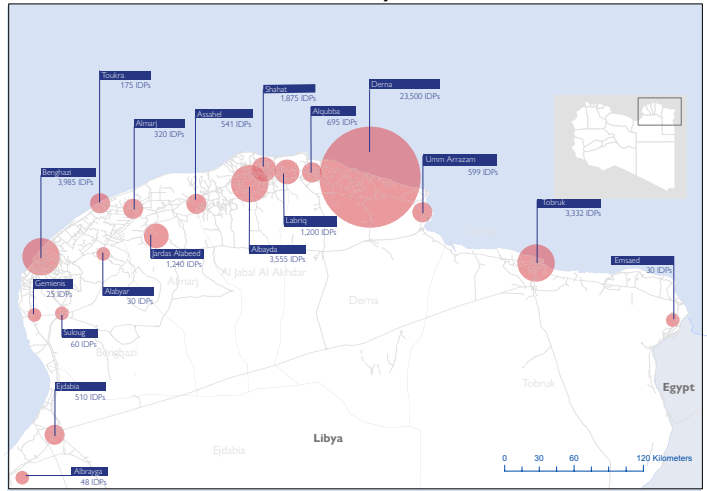 Toukra
175 IDPs
Almarj
320 IDPs
Assahel
541 IDPs
Shahat
1,875 IDPs
Alqubba
695 IDPs
Derna
23,500 IDPs
Umm Arrazam
599 IDPs
Benghazi
3,985 IDPs
Tobruk
3,332 IDPs
Labriq
1,200 IDPs
Albayda
3,555 IDPs
Jardas Alabeed
1,240 IDPs
Emsaed
30 IDPs
Gemienis
25 IDPs
Alabyar
30 IDPs
Suloug
60 IDPs
Al Jabal Al Akhdar
Almarj
Derna
Benghazi
Tobruk
Egypt
Ejdabia
510 IDPs
Libya
Ejdabia
Albrayga
48 IDPs
0 30 60 120 Kilometers